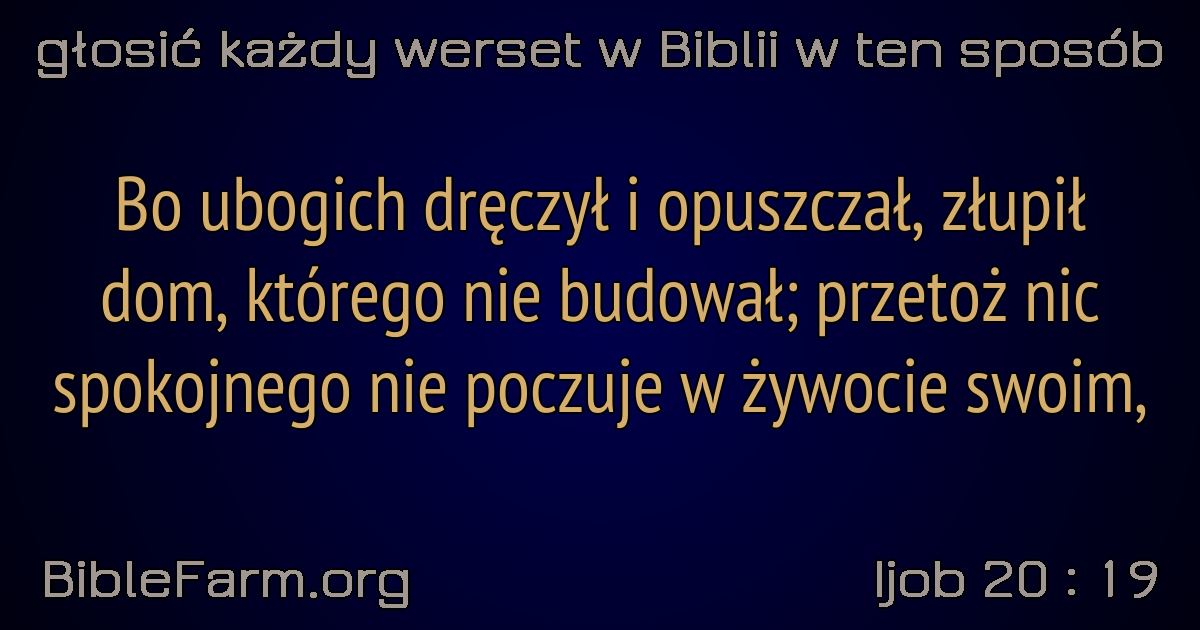 głosić każdy werset w Biblii w ten sposób
Bo ubogich dręczył i opuszczał, złupił
dom, którego nie budował; przetoż nic
spokojnego nie poczuje w żywocie swoim,
BibleFarm.org
Ijob 20 : 19